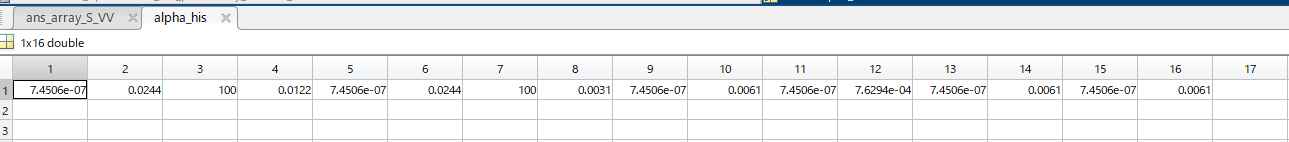 ans_array_S_VV alpha_his
1x16 double
1 2 3 4 5 6 7 8 9 10 11 12 13 14 15 16 17
1 7.4506e-07 0.0244 100 0.0122 7.4506e-07 0.0244 100 0.0031 7.4506e-07 0.0061 7.4506e-07 7.6294e-04 7.4506e-07 0.0061 7.4506e-07 0.0061
2
3